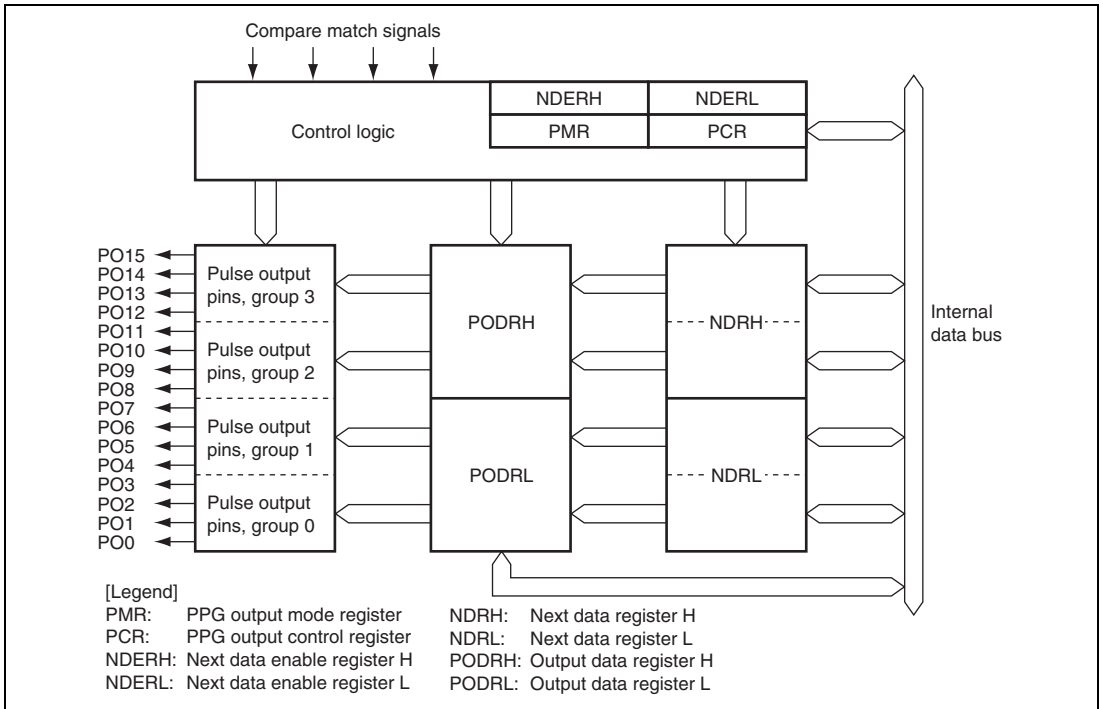 Compare match signals
NDERH NDERL
Control logic PMR PCR
PO15
PO14
PO13
PO12
PO11
PO10
PO9
PO8
PO7
PO6
PO5
PO4
PO3
PO2
PO1
PO0
Pulse output
pins, group 3
Pulse output
pins, group 2
Pulse output
pins, group 1
Pulse output
pins, group 0
PODRH
PODRL
NDRH
NDRL
Internal
data bus
[Legend]
PMR: PPG output mode register
PCR: PPG output control register
NDERH: Next data enable register H
NDERL: Next data enable register L
NDRH: Next data register H
NDRL: Next data register L
PODRH: Output data register H
PODRL: Output data register L